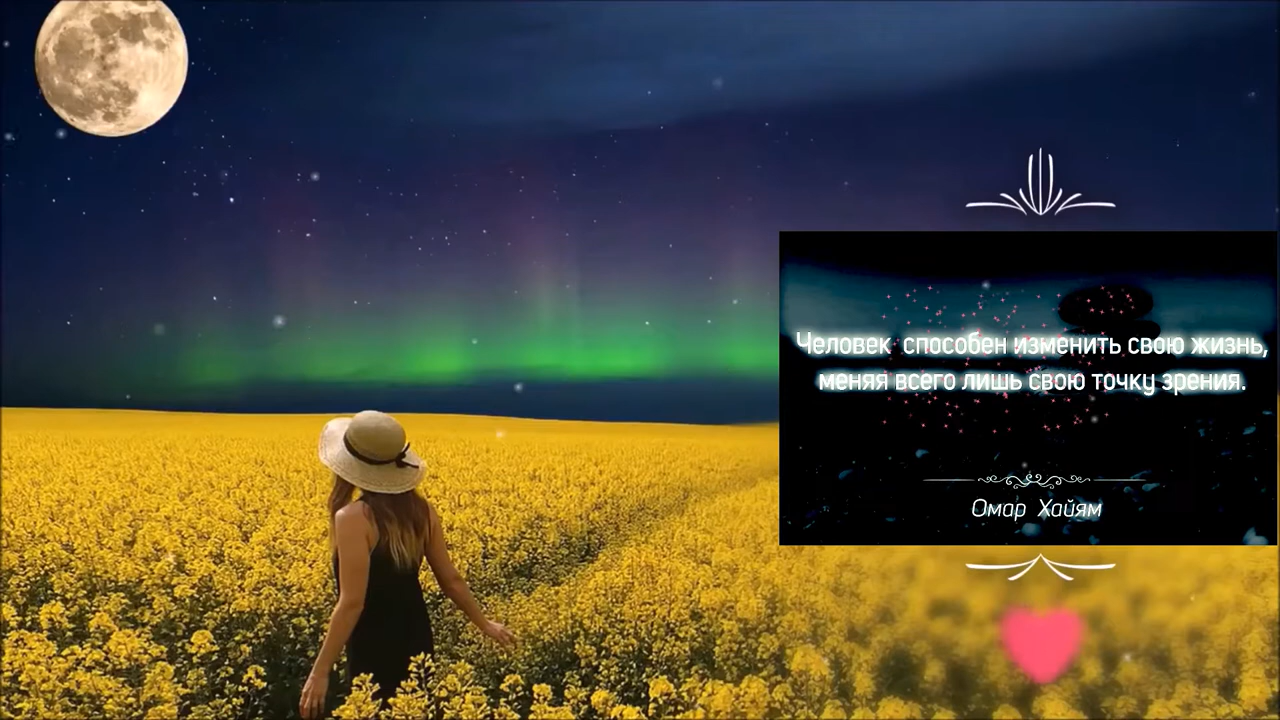 Человек способен изменить свою жизнь,
меняя всего лишь свою точку зрения.
Омар Хайям